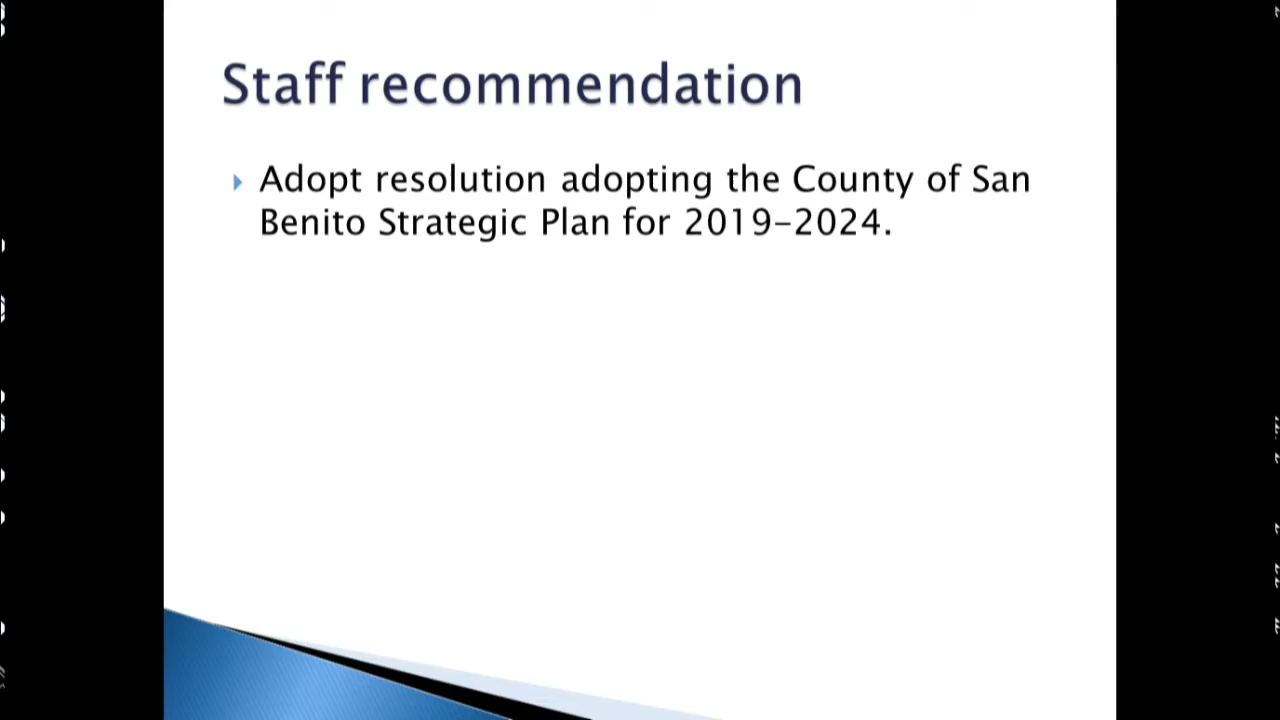 Staff recommendation
Adopt resolution adopting the County of San
Benito Strategic Plan for 2019-2024.